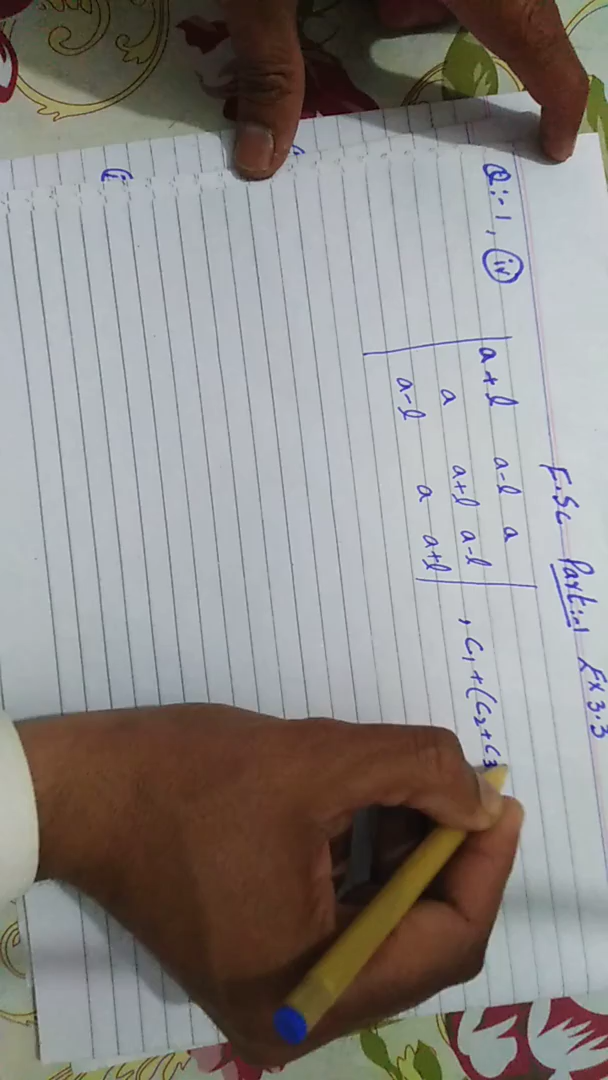 F.Sc Part:-1 Ex 3.3
Q:-1, (iv)
a+l a-l a
a a+l a-l , C1+(C2+C3
a-l a a+l